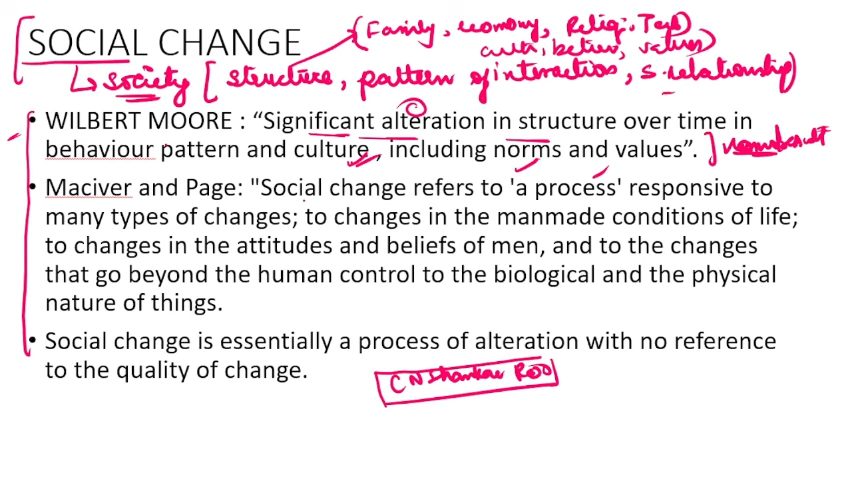 (Family, economy, Religi., Tech)
SOCIAL CHANGE
cultr, beliefs, values)
↳ society [structure, pattern of interaction, s. relationship)
• WILBERT MOORE : “Significant alteration in structure over time in
behaviour pattern and culture , including norms and values”.
• Maciver and Page: "Social change refers to 'a process' responsive to
many types of changes; to changes in the manmade conditions of life;
to changes in the attitudes and beliefs of men, and to the changes
that go beyond the human control to the biological and the physical
nature of things.
• Social change is essentially a process of alteration with no reference
to the quality of change.
CN Shankar Rao